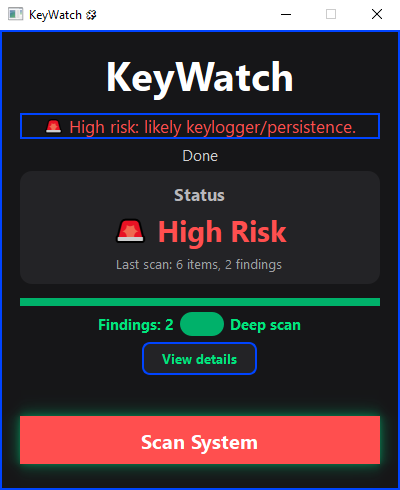 KeyWatch
KeyWatch
🚨 High risk: likely keylogger/persistence.
Done
Status
🚨 High Risk
Last scan: 6 items, 2 findings
Findings: 2 Deep scan
View details
Scan System